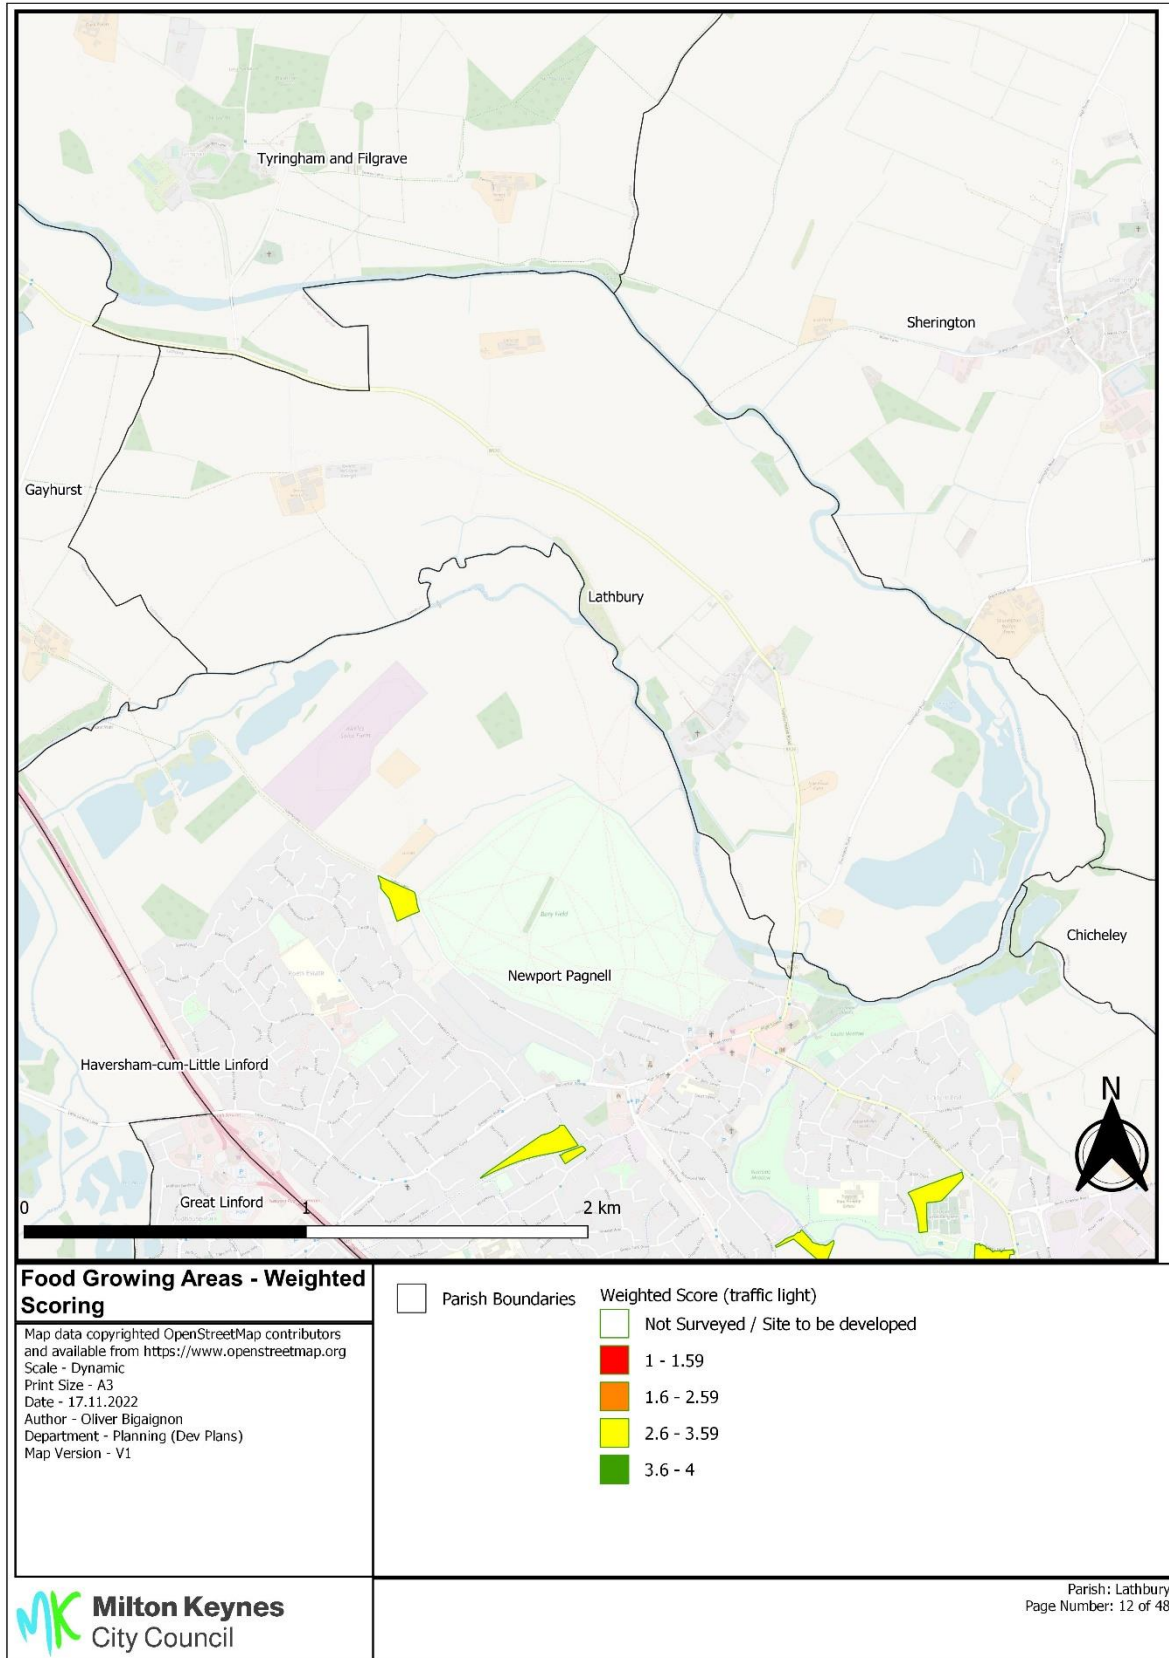 Tyringham and Filgrave
Sherington
Gayhurst
Lathbury
Chicheley
Newport Pagnell
Bury Field
Haversham-cum-Little Linford
Great Linford
N
0 1 2 km
Food Growing Areas - Weighted
Scoring
Map data copyrighted OpenStreetMap contributors
and available from https://www.openstreetmap.org
Scale - Dynamic
Print Size - A3
Date - 17.11.2022
Author - Oliver Bigaignon
Department - Planning (Dev Plans)
Map Version - V1
Parish Boundaries
Weighted Score (traffic light)
Not Surveyed / Site to be developed
1 - 1.59
1.6 - 2.59
2.6 - 3.59
3.6 - 4
MK Milton Keynes
City Council
Parish: Lathbury
Page Number: 12 of 48